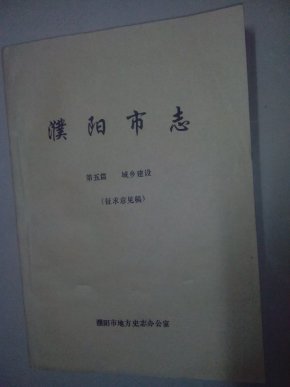 濮阳市志
第五篇 城乡建设
(征求意见稿)
濮阳市地方史志办公室